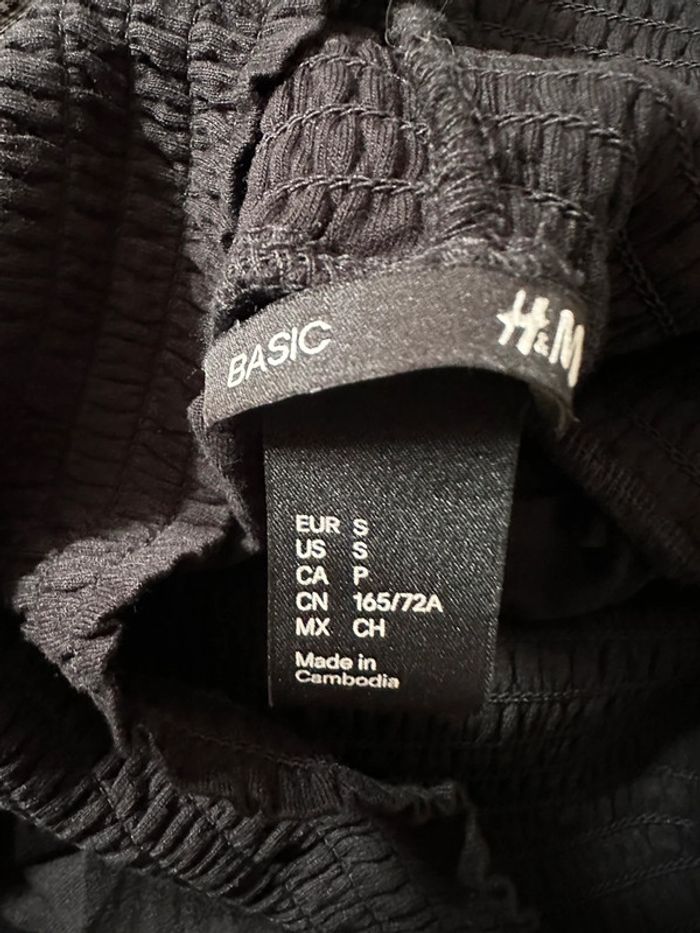 BASIC H&M
EUR S
US S
CA P
CN 165/72A
MX CH
Made in
Cambodia